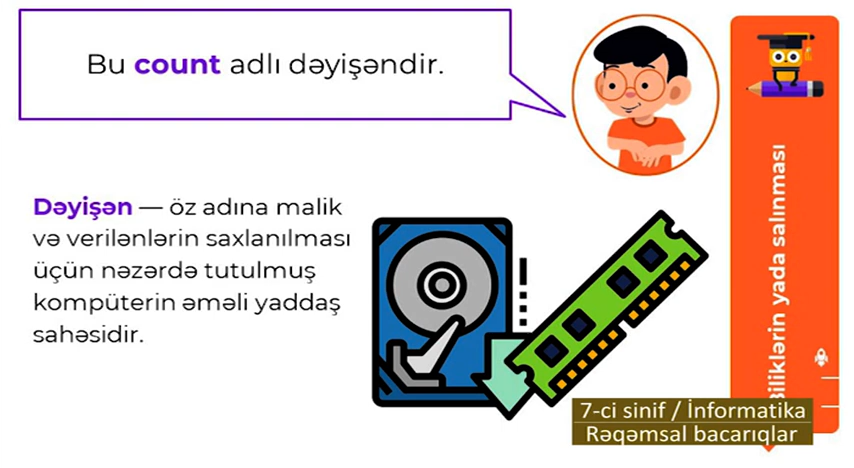 Bu count adlı dəyişəndir.
Dəyişən — öz adına malik
və verilənlərin saxlanılması
üçün nəzərdə tutulmuş
kompüterin əməli yaddaş
sahəsidir.
Biliklərin yada salınması
7-ci sinif / İnformatika
Rəqəmsal bacarıqlar